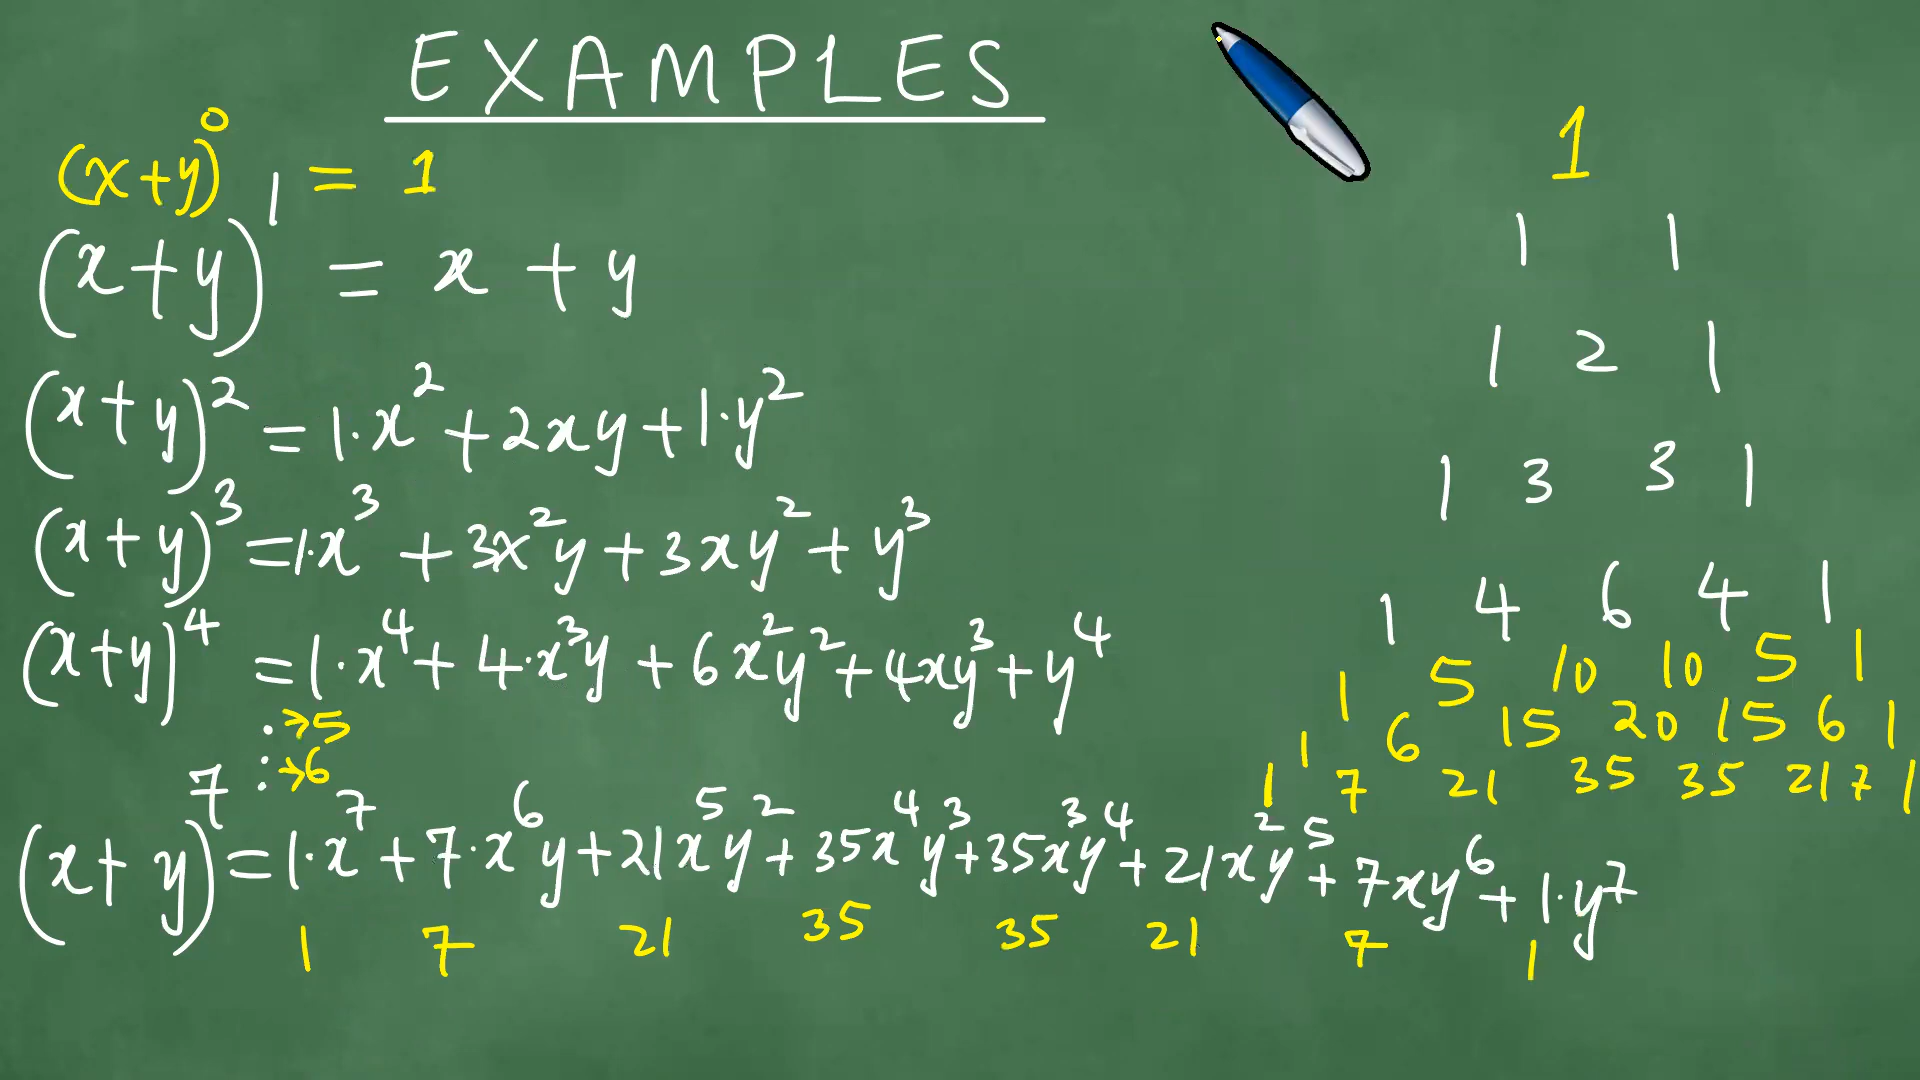 EXAMPLES
(x+y)⁰ = 1
(x+y)¹ = x + y
(x+y)² = 1·x² + 2xy + 1·y²
(x+y)³ = 1·x³ + 3x²y + 3xy² + y³
(x+y)⁴ = 1·x⁴ + 4·x³y + 6x²y² + 4xy³ + y⁴
: →5
: →6
(x+y)⁷ = 1·x⁷ + 7·x⁶y + 21x⁵y² + 35x⁴y³ + 35x³y⁴ + 21x²y⁵ + 7xy⁶ + 1·y⁷
1 7 21 35 35 21 7 1
1
1 1
1 2 1
1 3 3 1
1 4 6 4 1
1 5 10 10 5 1
1 6 15 20 15 6 1
1 7 21 35 35 21 7 1